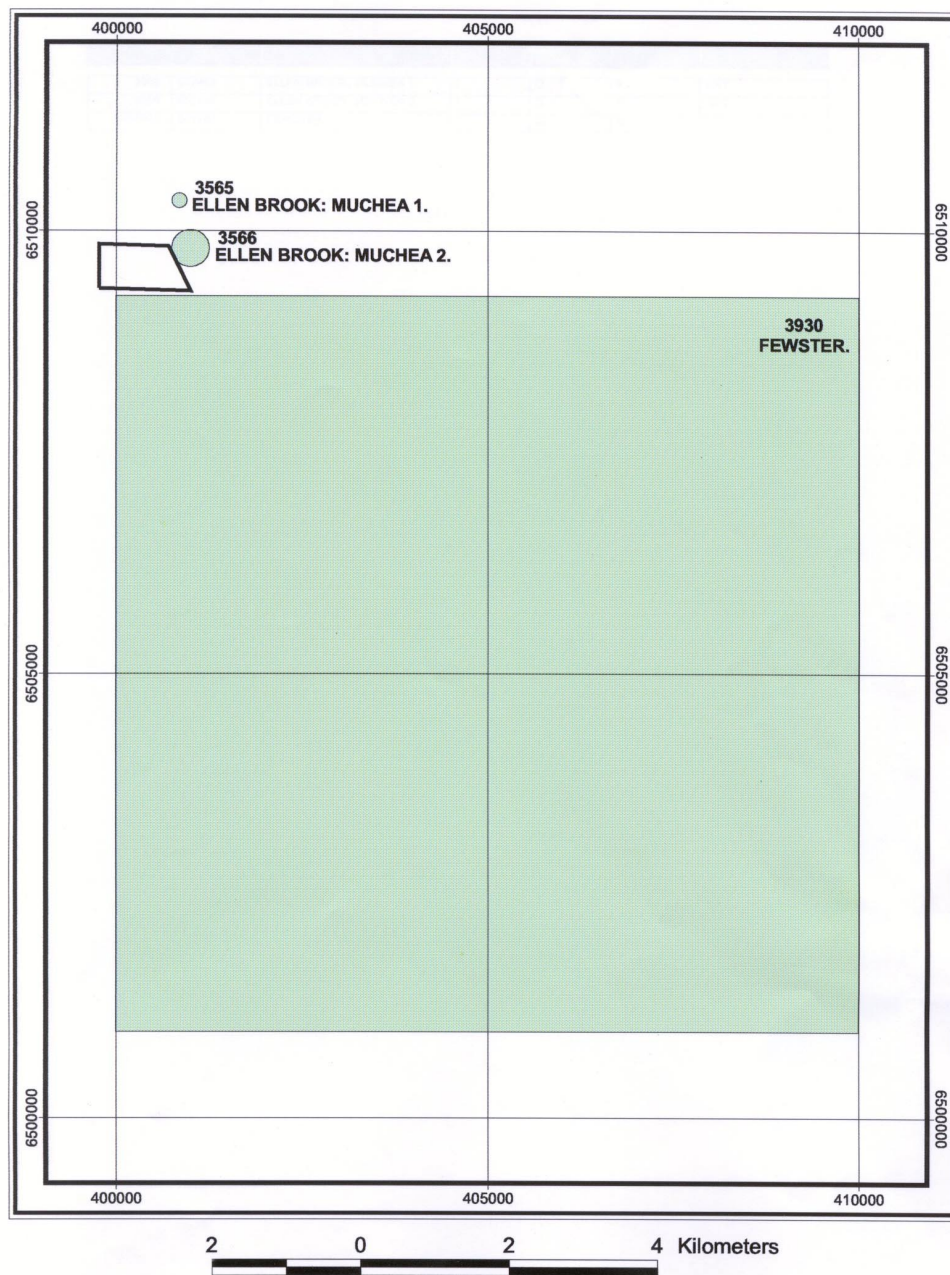 400000 405000 410000
3565
ELLEN BROOK: MUCHEA 1.
6510000 6510000
3566
ELLEN BROOK: MUCHEA 2.
3930
FEWSTER.
6505000 6505000
6500000 6500000
400000 405000 410000
2 0 2 4 Kilometers